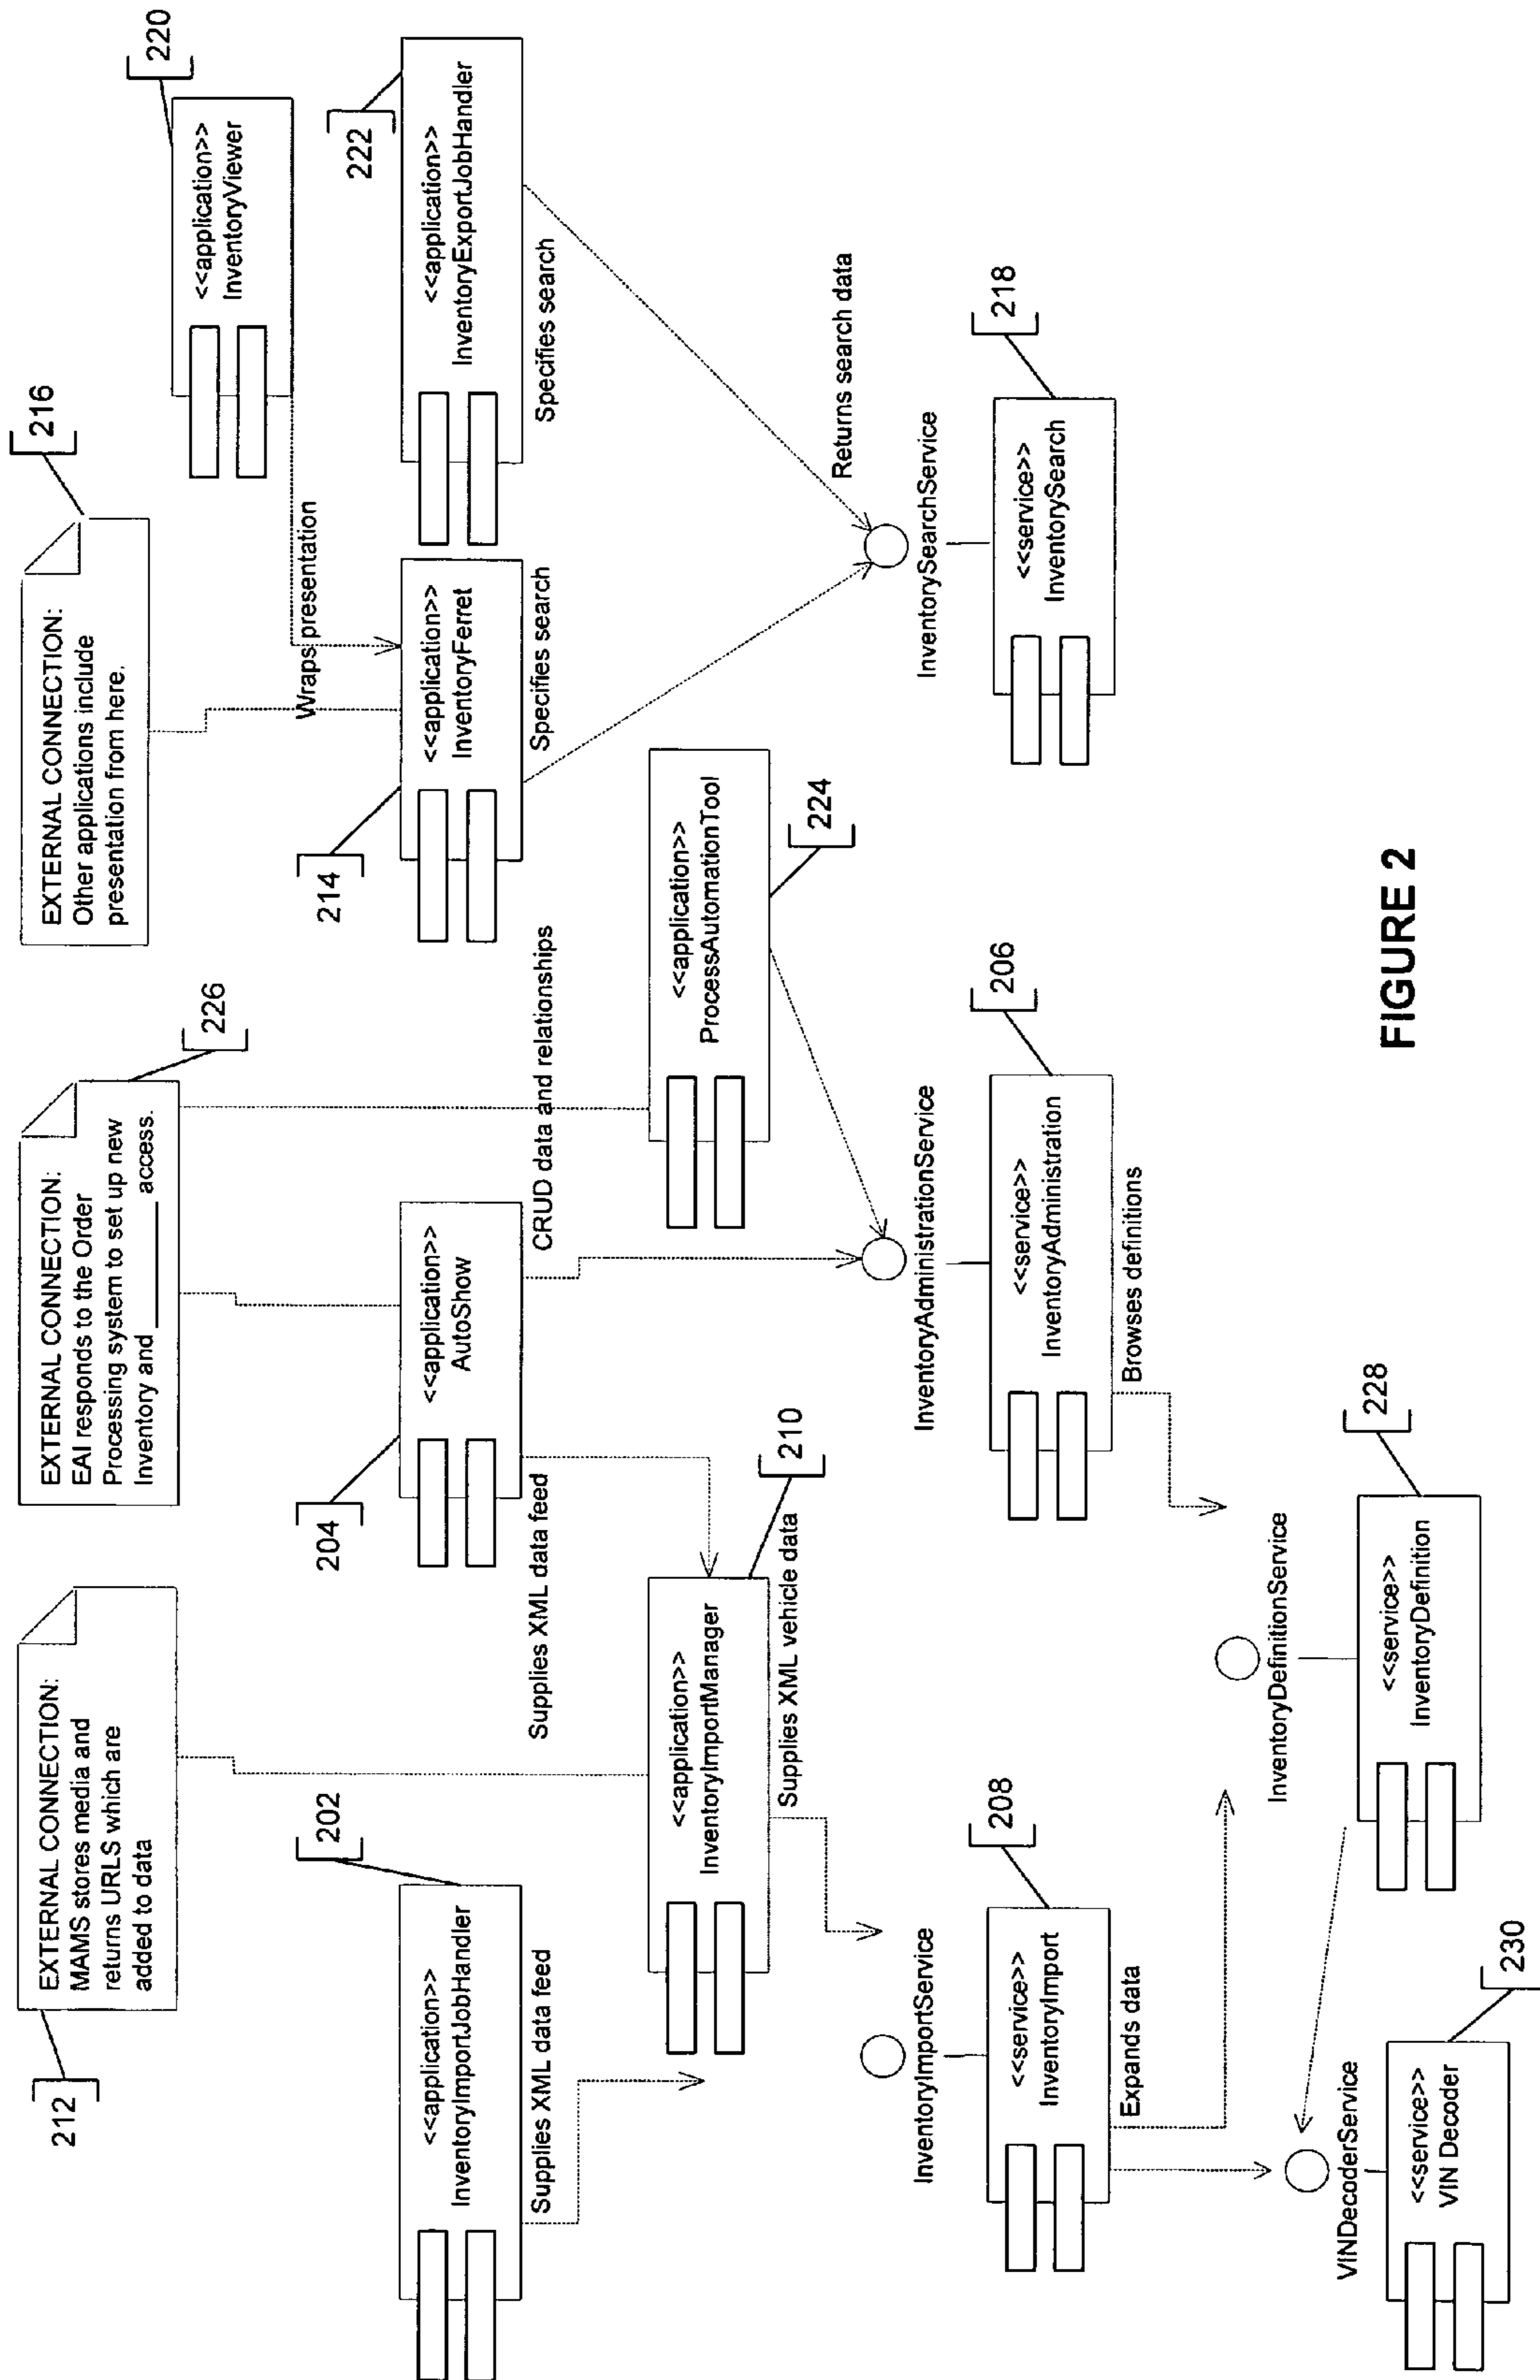 EXTERNAL CONNECTION:
MAMS stores media and
returns URLS which are
added to data
212
EXTERNAL CONNECTION:
EAI responds to the Order
Processing system to set up new
Inventory and ______ access.
226
EXTERNAL CONNECTION:
Other applications include
presentation from here.
216
<<application>>
InventoryViewer
220
<<application>>
InventoryImportJobHandler
202
Supplies XML data feed
<<application>>
AutoShow
204
Supplies XML data feed
CRUD data and relationships
Wraps presentation
<<application>>
InventoryFerret
214
Specifies search
<<application>>
InventoryExportJobHandler
222
Specifies search
<<application>>
InventoryImportManager
210
Supplies XML vehicle data
<<application>>
ProcessAutomationTool
224
Returns search data
InventoryImportService
InventoryAdministrationService
InventorySearchService
<<service>>
InventoryImport
208
Expands data
<<service>>
InventoryAdministration
206
Browses definitions
<<service>>
InventorySearch
218
InventoryDefinitionService
VINDecoderService
<<service>>
VIN Decoder
230
<<service>>
InventoryDefinition
228
FIGURE 2